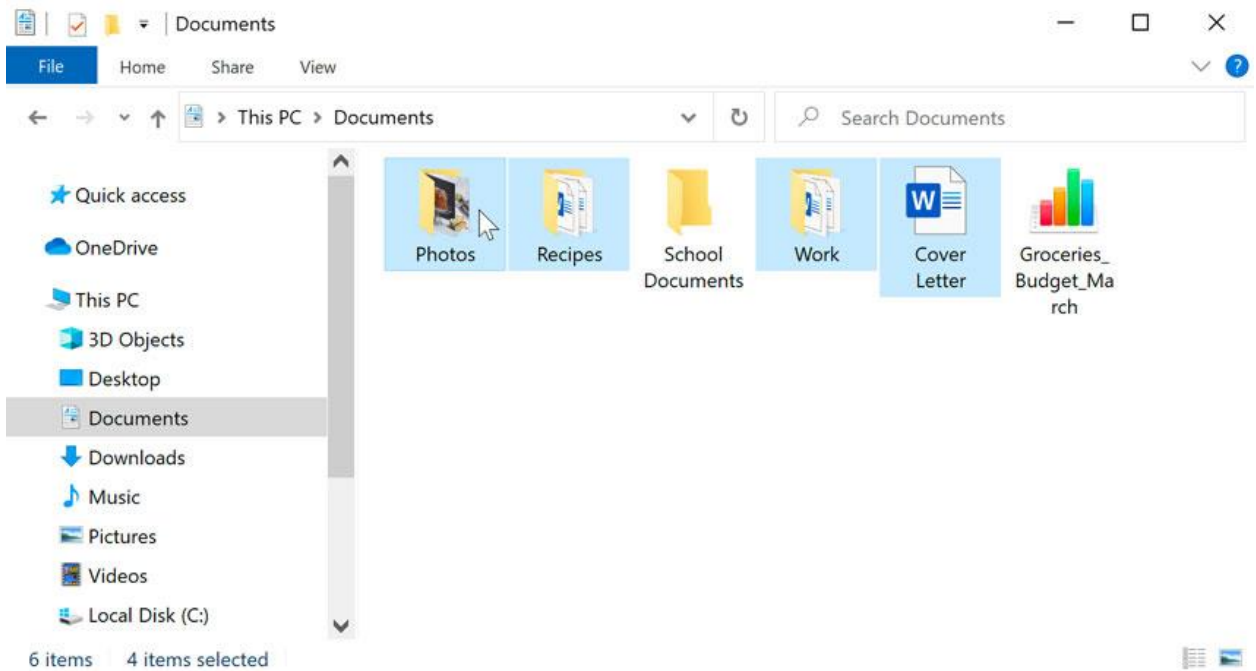 Documents
File Home Share View
?
This PC > Documents
Search Documents
Quick access
OneDrive
This PC
3D Objects
Desktop
Documents
Downloads
Music
Pictures
Videos
Local Disk (C:)
Photos
Recipes
School
Documents
Work
W
Cover
Letter
Groceries_
Budget_Ma
rch
6 items 4 items selected